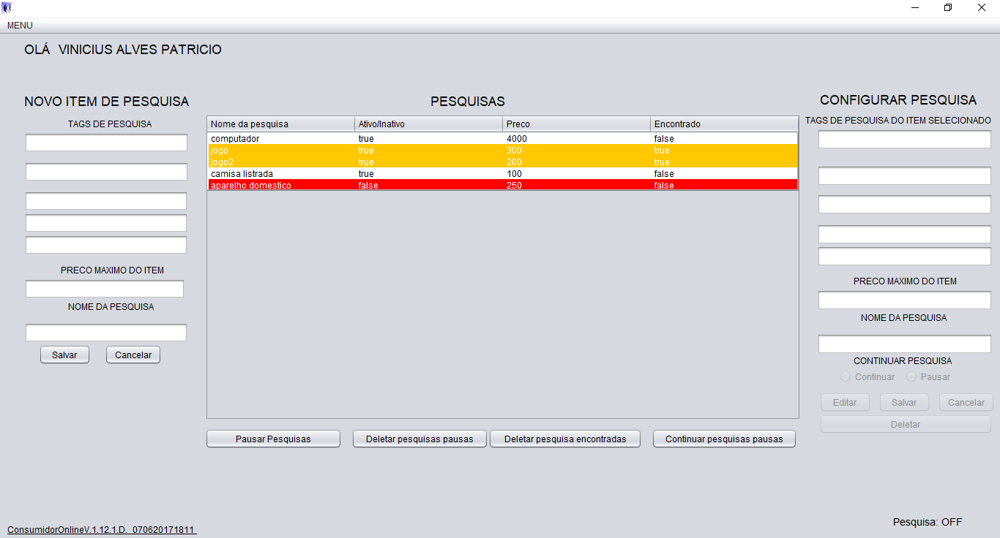 MENU
OLÁ VINICIUS ALVES PATRICIO
NOVO ITEM DE PESQUISA
TAGS DE PESQUISA
PRECO MAXIMO DO ITEM
NOME DA PESQUISA
Salvar Cancelar
PESQUISAS
Nome da pesquisa Ativo/Inativo Preco Encontrado
computador true 4000 false
jogo true 300 true
jogo2 true 200 true
camisa listrada true 100 false
aparelho domestico false 250 false
Pausar Pesquisas Deletar pesquisas pausas Deletar pesquisa encontradas Continuar pesquisas pausas
CONFIGURAR PESQUISA
TAGS DE PESQUISA DO ITEM SELECIONADO
PRECO MAXIMO DO ITEM
NOME DA PESQUISA
CONTINUAR PESQUISA
Continuar Pausar
Editar Salvar Cancelar
Deletar
Pesquisa: OFF
ConsumidorOnlineV.1.12.1.D._070620171811_